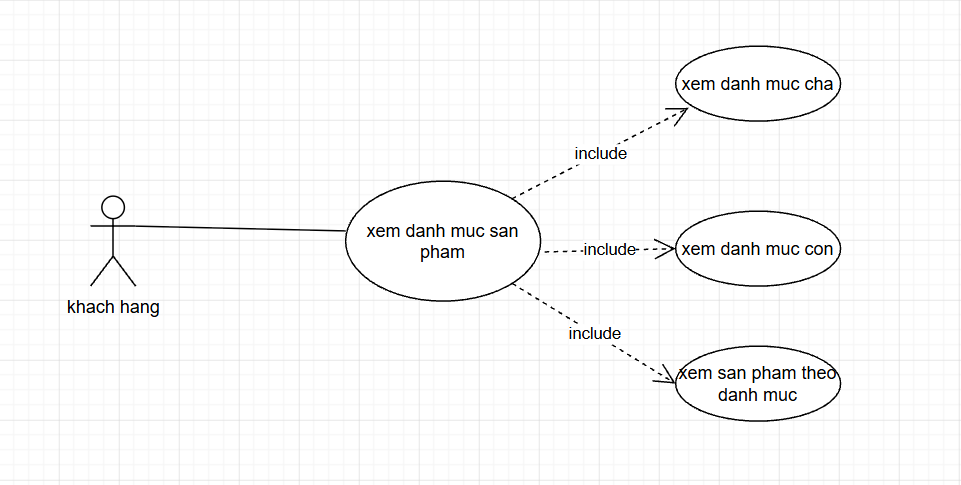 xem danh muc cha
include
xem danh muc san
pham
include
xem danh muc con
khach hang
include
xem san pham theo
danh muc